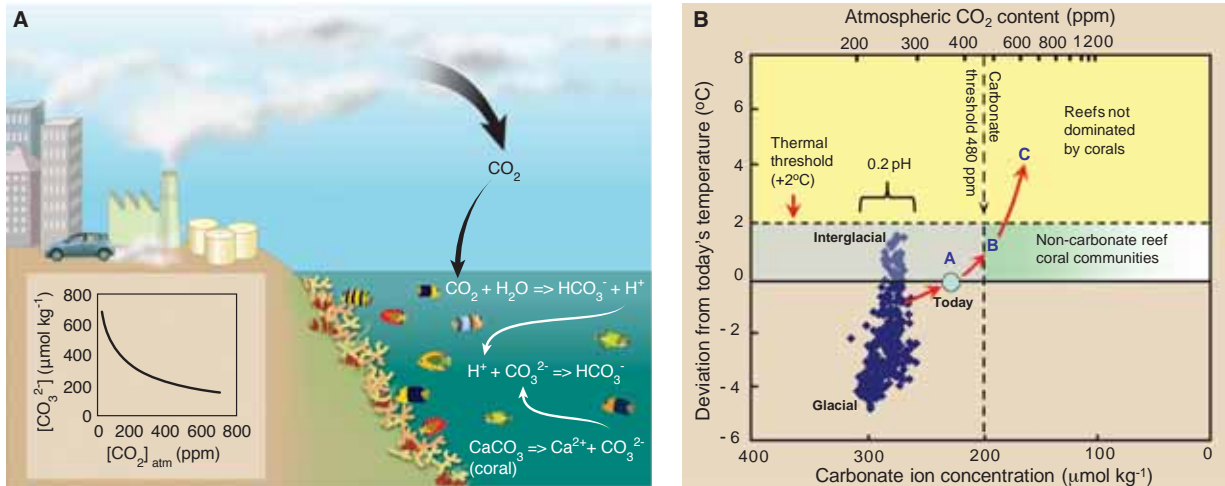 A
CO₂
CO₂ + H₂O => HCO₃⁻ + H⁺
H⁺ + CO₃²⁻ => HCO₃⁻
CaCO₃ => Ca²⁺ + CO₃²⁻
(coral)
800
600
400
200
0
[CO₃²⁻] (μmol kg⁻¹)
0 200 400 600 800
[CO₂] atm (ppm)
B
Atmospheric CO₂ content (ppm)
200 300 400 600 800 1200
8
6
4
2
0
-2
-4
-6
Deviation from today's temperature (°C)
Thermal
threshold
(+2°C)
0.2 pH
Carbonate
threshold 480 ppm
Reefs not
dominated
by corals
C
Interglacial
A
B
Non-carbonate reef
coral communities
Today
Glacial
400 300 200 100 0
Carbonate ion concentration (μmol kg⁻¹)